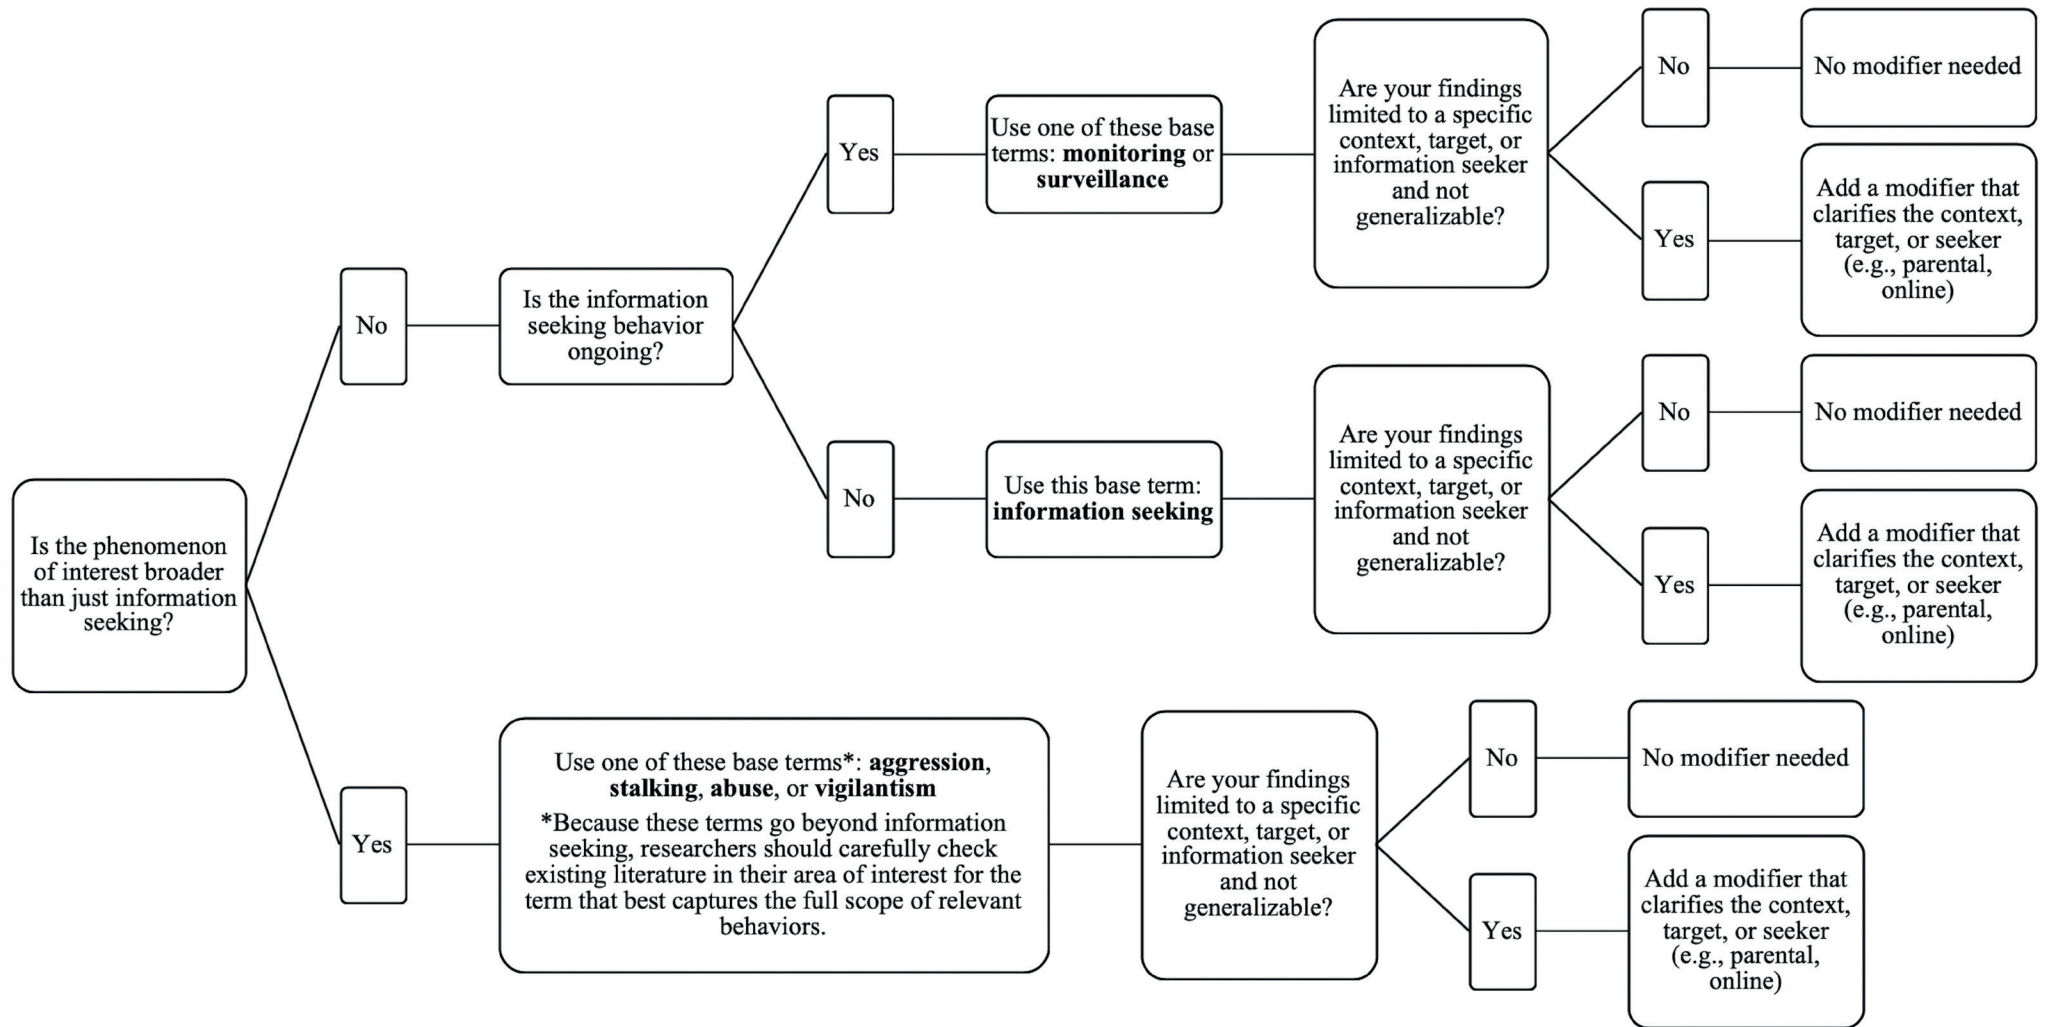 Is the phenomenon
of interest broader
than just information
seeking?
No
Is the information
seeking behavior
ongoing?
Yes
Use one of these base
terms: monitoring or
surveillance
Are your findings
limited to a specific
context, target, or
information seeker
and not
generalizable?
No
No modifier needed
Yes
Add a modifier that
clarifies the context,
target, or seeker
(e.g., parental,
online)
No
Use this base term:
information seeking
Are your findings
limited to a specific
context, target, or
information seeker
and not
generalizable?
No
No modifier needed
Yes
Add a modifier that
clarifies the context,
target, or seeker
(e.g., parental,
online)
Yes
Use one of these base terms*: aggression,
stalking, abuse, or vigilantism
*Because these terms go beyond information
seeking, researchers should carefully check
existing literature in their area of interest for the
term that best captures the full scope of relevant
behaviors.
Are your findings
limited to a specific
context, target, or
information seeker
and not
generalizable?
No
No modifier needed
Yes
Add a modifier that
clarifies the context,
target, or seeker
(e.g., parental,
online)